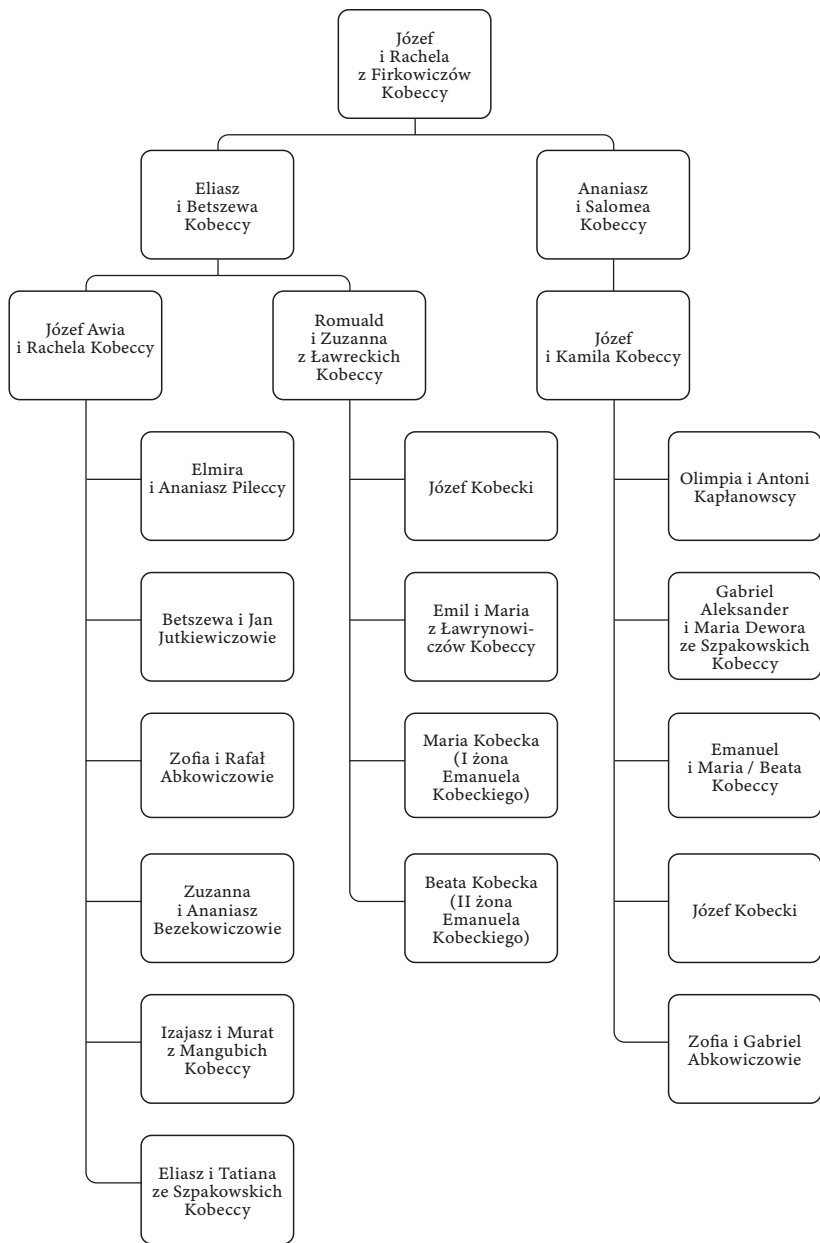 Józef
i Rachela
z Firkowiczów
Kobeccy
Eliasz
i Betszewa
Kobeccy
Ananiasz
i Salomea
Kobeccy
Józef Awia
i Rachela Kobeccy
Romuald
i Zuzanna
z Ławreckich
Kobeccy
Józef
i Kamila Kobeccy
Elmira
i Ananiasz Pileccy
Józef Kobecki
Olimpia i Antoni
Kapłanowscy
Betszewa i Jan
Jutkiewiczowie
Emil i Maria
z Ławrynowi-
czów Kobeccy
Gabriel
Aleksander
i Maria Dewora
ze Szpakowskich
Kobeccy
Zofia i Rafał
Abkowiczowie
Maria Kobecka
(I żona
Emanuela
Kobeckiego)
Emanuel
i Maria / Beata
Kobeccy
Zuzanna
i Ananiasz
Bezekowiczowie
Beata Kobecka
(II żona
Emanuela
Kobeckiego)
Józef Kobecki
Izajasz i Murat
z Mangubich
Kobeccy
Zofia i Gabriel
Abkowiczowie
Eliasz i Tatiana
ze Szpakowskich
Kobeccy